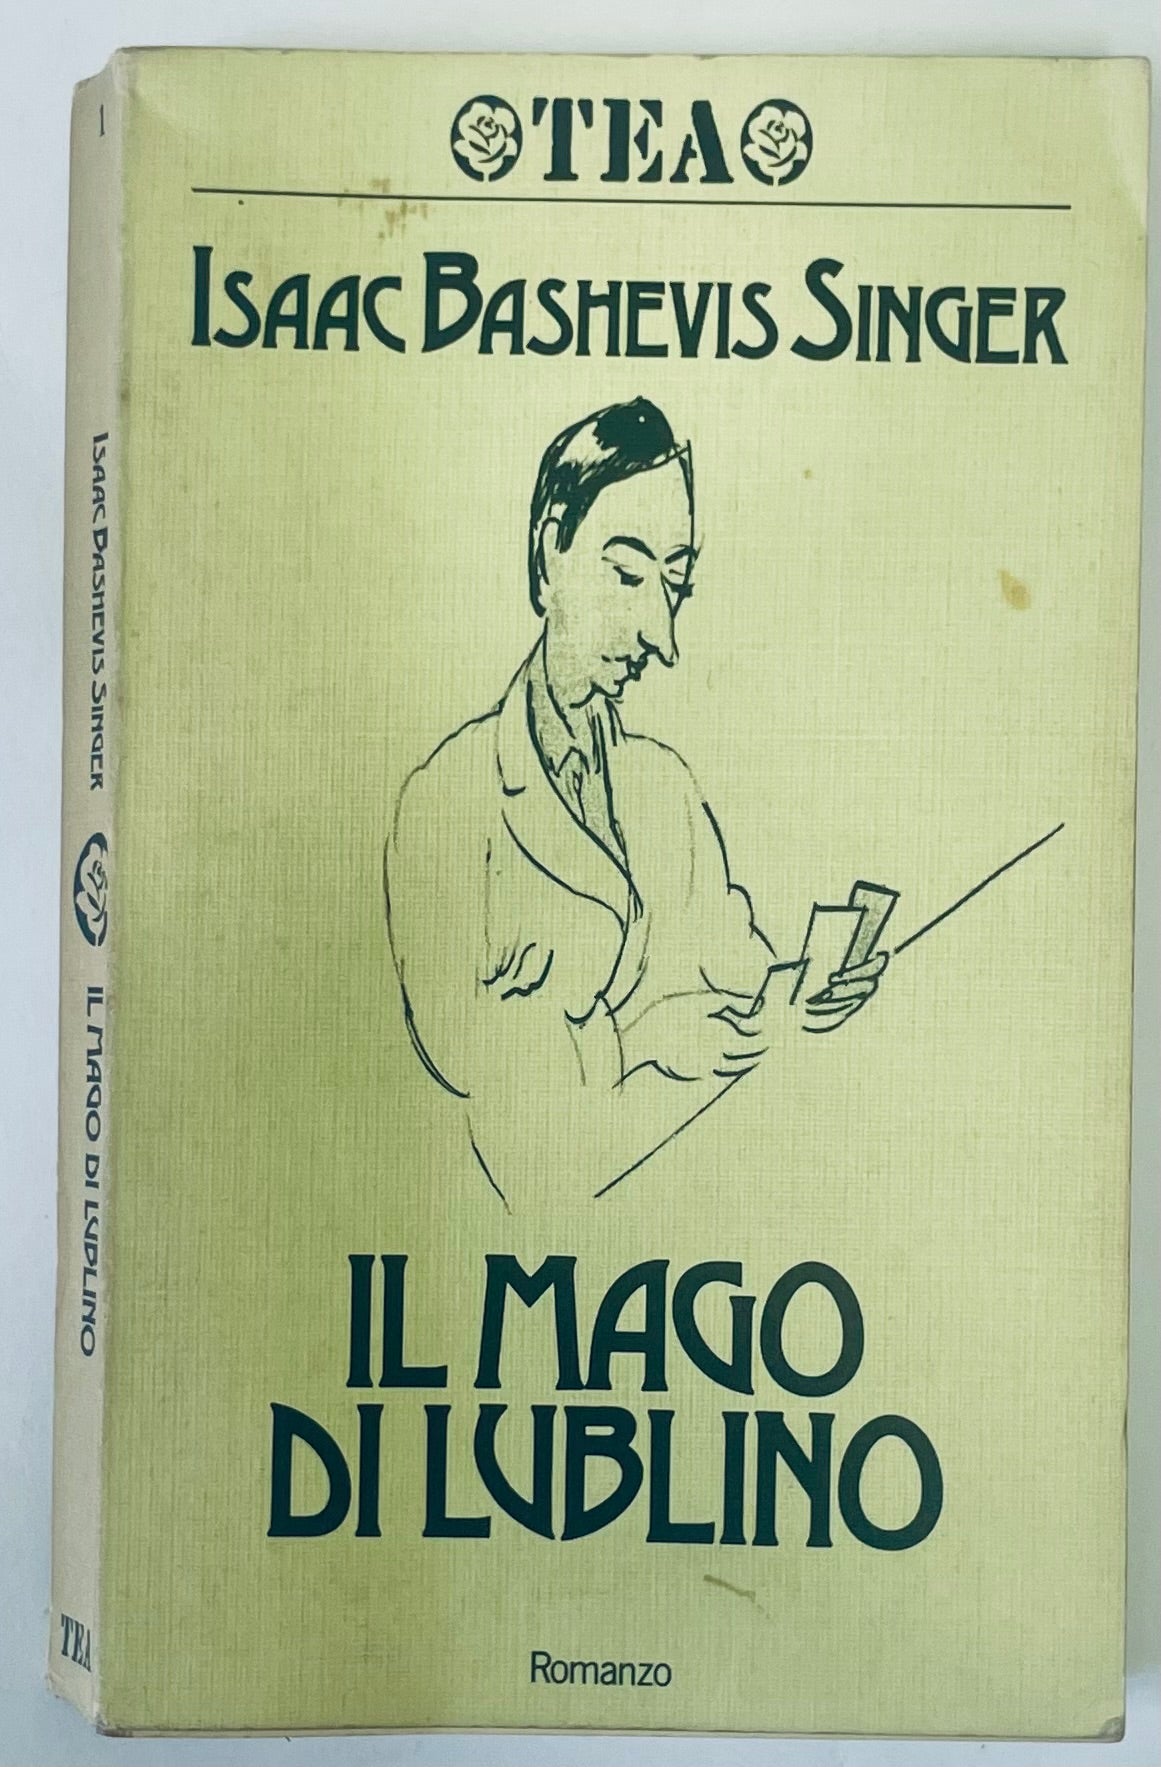 TEA
ISAAC BASHEVIS SINGER
IL MAGO
DI LUBLINO
Romanzo
1
ISAAC BASHEVIS SINGER
IL MAGO DI LUBLINO
TEA